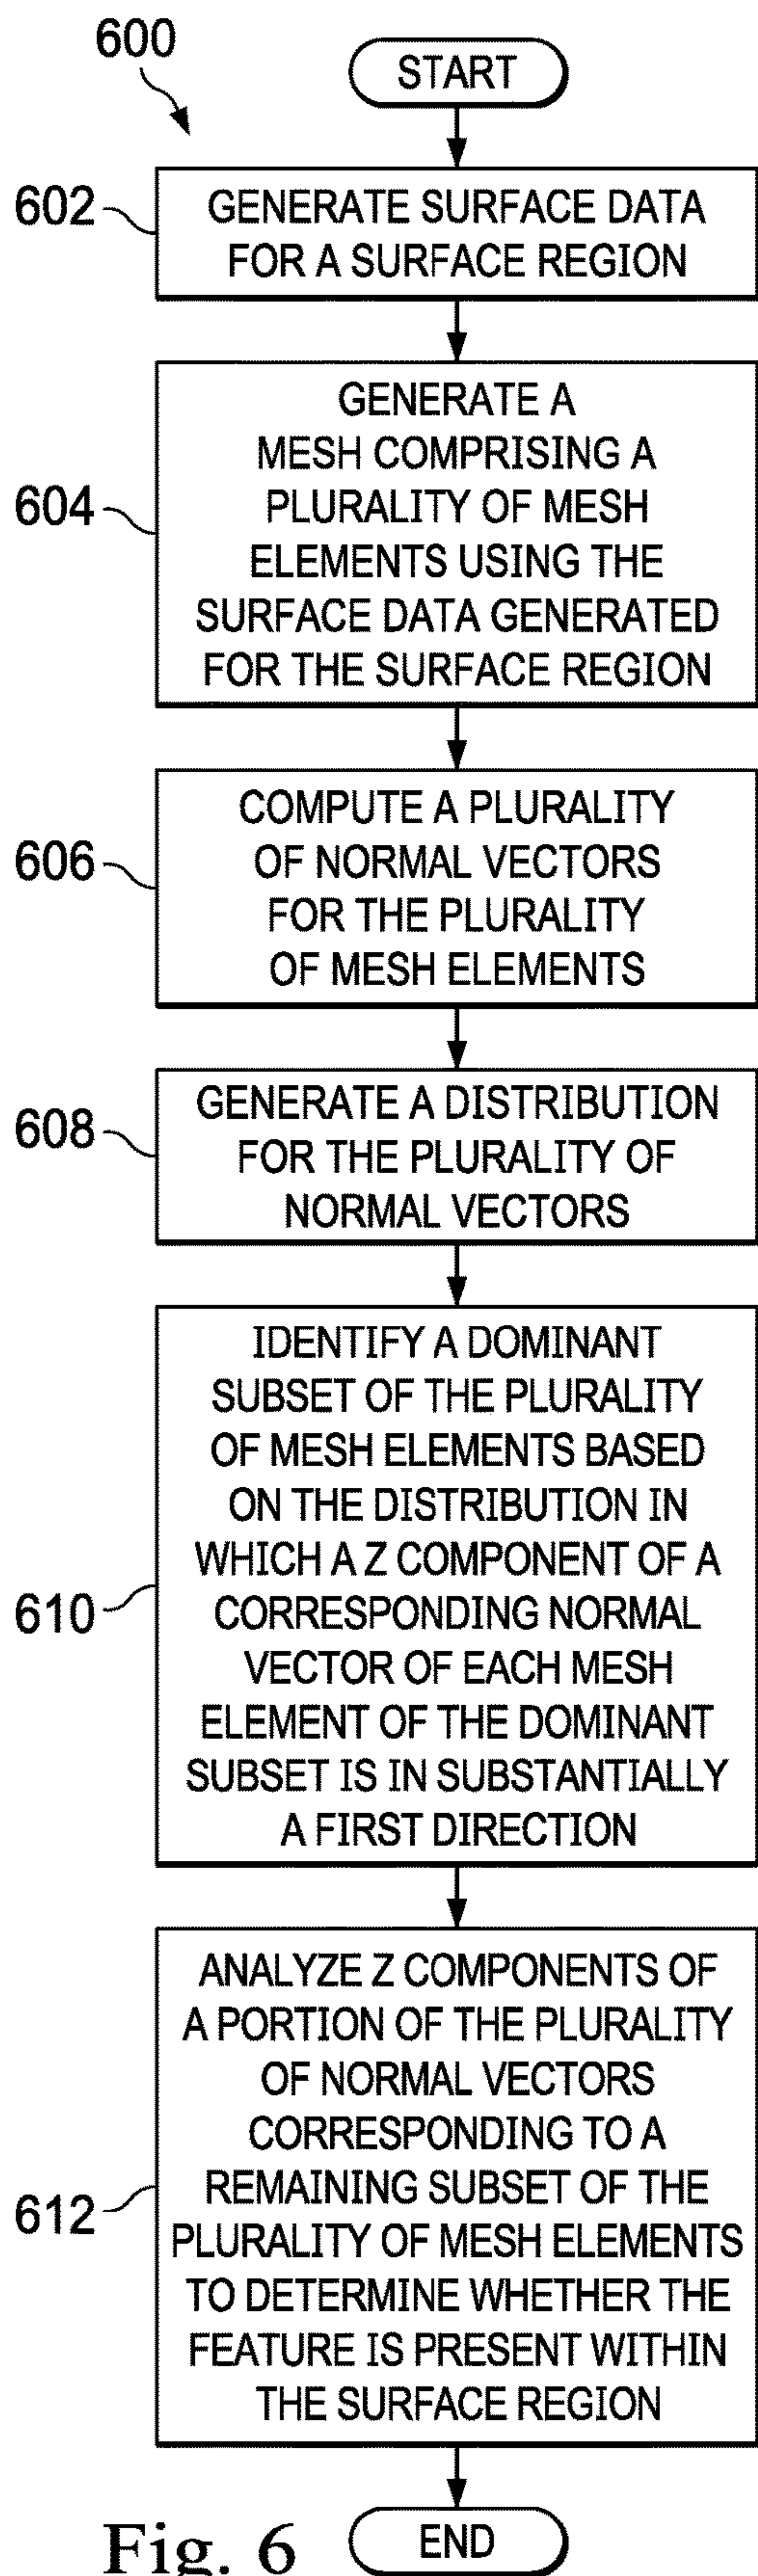 600
START
602
GENERATE SURFACE DATA
FOR A SURFACE REGION
604
GENERATE A
MESH COMPRISING A
PLURALITY OF MESH
ELEMENTS USING THE
SURFACE DATA GENERATED
FOR THE SURFACE REGION
606
COMPUTE A PLURALITY
OF NORMAL VECTORS
FOR THE PLURALITY
OF MESH ELEMENTS
608
GENERATE A DISTRIBUTION
FOR THE PLURALITY OF
NORMAL VECTORS
610
IDENTIFY A DOMINANT
SUBSET OF THE PLURALITY
OF MESH ELEMENTS BASED
ON THE DISTRIBUTION IN
WHICH A Z COMPONENT OF A
CORRESPONDING NORMAL
VECTOR OF EACH MESH
ELEMENT OF THE DOMINANT
SUBSET IS IN SUBSTANTIALLY
A FIRST DIRECTION
612
ANALYZE Z COMPONENTS OF
A PORTION OF THE PLURALITY
OF NORMAL VECTORS
CORRESPONDING TO A
REMAINING SUBSET OF THE
PLURALITY OF MESH ELEMENTS
TO DETERMINE WHETHER THE
FEATURE IS PRESENT WITHIN
THE SURFACE REGION
END
Fig. 6